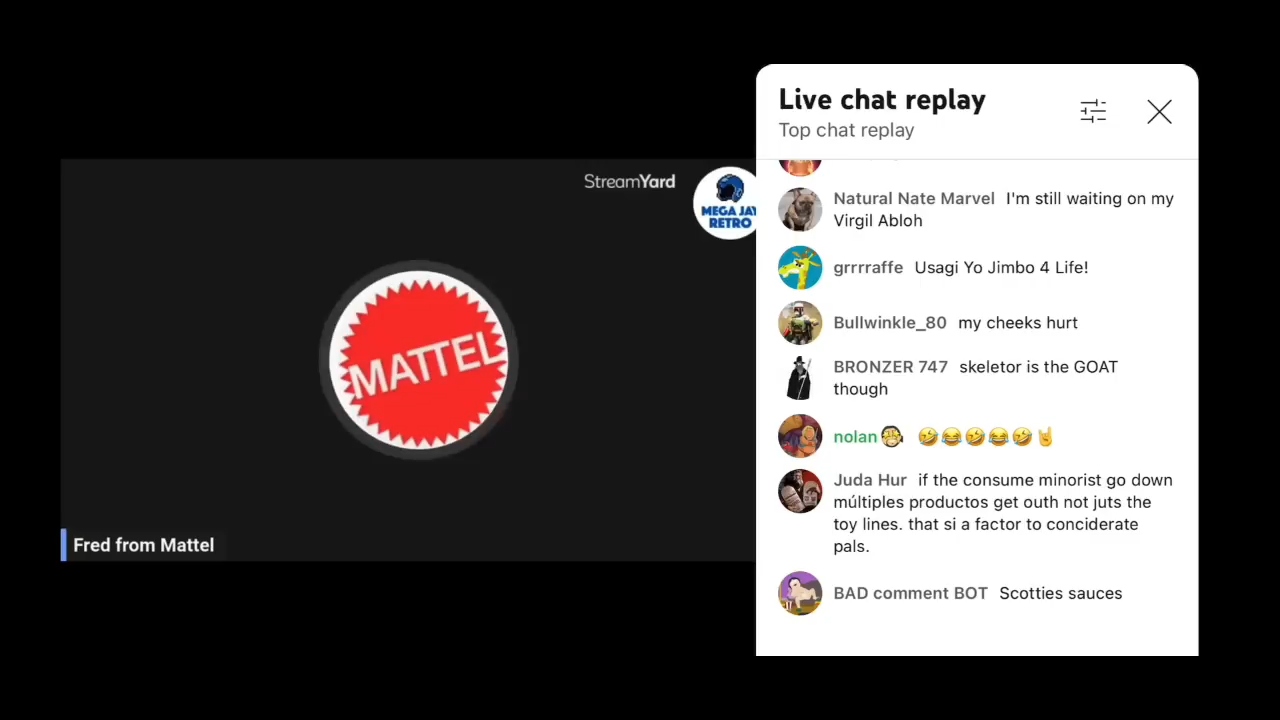 StreamYard
MEGA JAY
RETRO
MATTEL
Fred from Mattel
Live chat replay
Top chat replay
Natural Nate Marvel I'm still waiting on my
Virgil Abloh
grrrraffe Usagi Yo Jimbo 4 Life!
Bullwinkle_80 my cheeks hurt
BRONZER 747 skeletor is the GOAT
though
nolan 🤣😂🤣😂🤣🤘
Juda Hur if the consume minorist go down
múltiples productos get outh not juts the
toy lines. that si a factor to conciderate
pals.
BAD comment BOT Scotties sauces